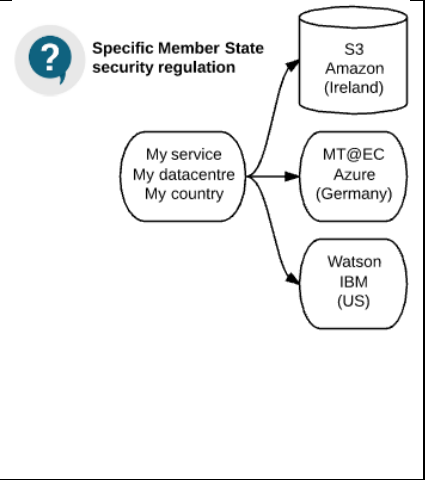 ?
Specific Member State
security regulation
S3
Amazon
(Ireland)
My service
My datacentre
My country
MT@EC
Azure
(Germany)
Watson
IBM
(US)